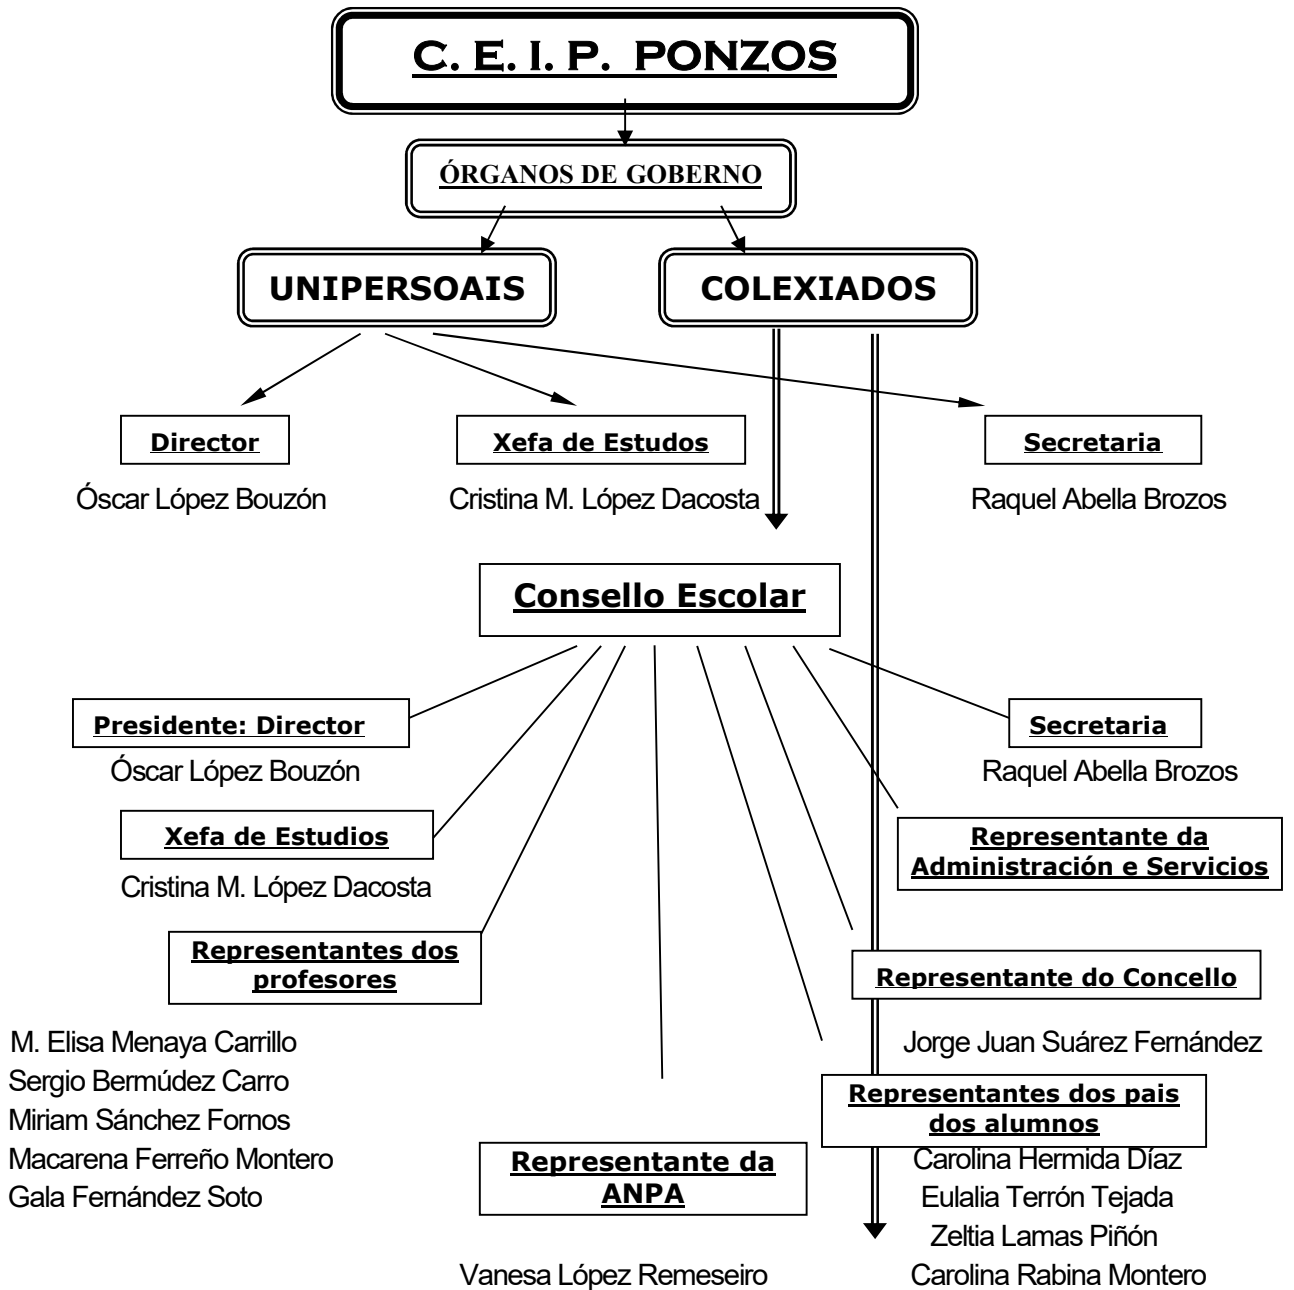 C. E. I. P. PONZOS
ÓRGANOS DE GOBERNO
UNIPERSOAIS
COLEXIADOS
Director
Xefa de Estudos
Secretaria
Óscar López Bouzón
Cristina M. López Dacosta
Raquel Abella Brozos
Consello Escolar
Presidente: Director
Óscar López Bouzón
Secretaria
Raquel Abella Brozos
Xefa de Estudios
Cristina M. López Dacosta
Representante da
Administración e Servicios
Representantes dos
profesores
M. Elisa Menaya Carrillo
Sergio Bermúdez Carro
Miriam Sánchez Fornos
Macarena Ferreño Montero
Gala Fernández Soto
Representante do Concello
Jorge Juan Suárez Fernández
Representantes dos pais
dos alumnos
Carolina Hermida Díaz
Eulalia Terrón Tejada
Zeltia Lamas Piñón
Carolina Rabina Montero
Representante da
ANPA
Vanesa López Remeseiro